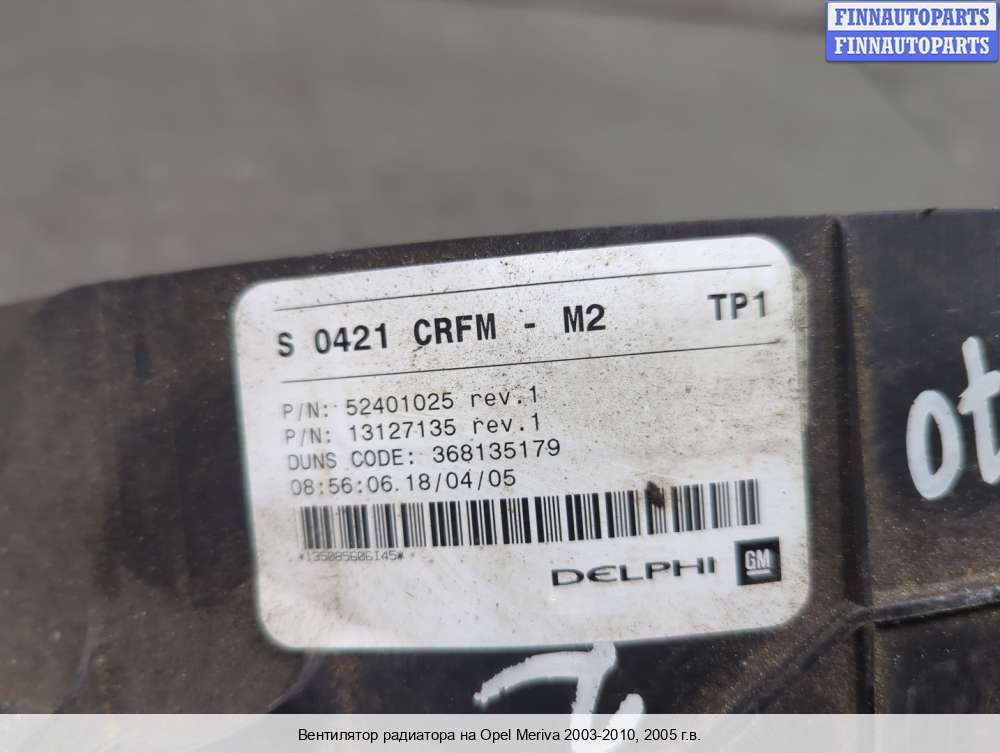 FINNAUTOPARTS
FINNAUTOPARTS
S 0421 CRFM - M2 TP1
P/N: 52401025 rev.1
P/N: 13127135 rev.1
DUNS CODE: 368135179
08:56:06.18/04/05
*135085606I45*
DELPHI GM
Вентилятор радиатора на Opel Meriva 2003-2010, 2005 г.в.